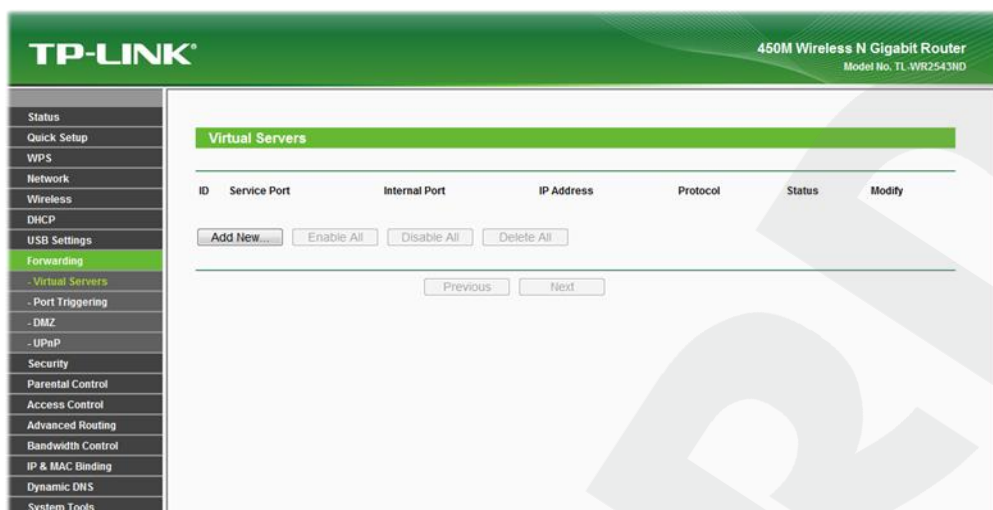 TP-LINK®
450M Wireless N Gigabit Router
Model No. TL-WR2543ND
Status
Quick Setup
WPS
Network
Wireless
DHCP
USB Settings
Forwarding
- Virtual Servers
- Port Triggering
- DMZ
- UPnP
Security
Parental Control
Access Control
Advanced Routing
Bandwidth Control
IP & MAC Binding
Dynamic DNS
System Tools
Virtual Servers
ID Service Port Internal Port IP Address Protocol Status Modify
Add New... Enable All Disable All Delete All
Previous Next